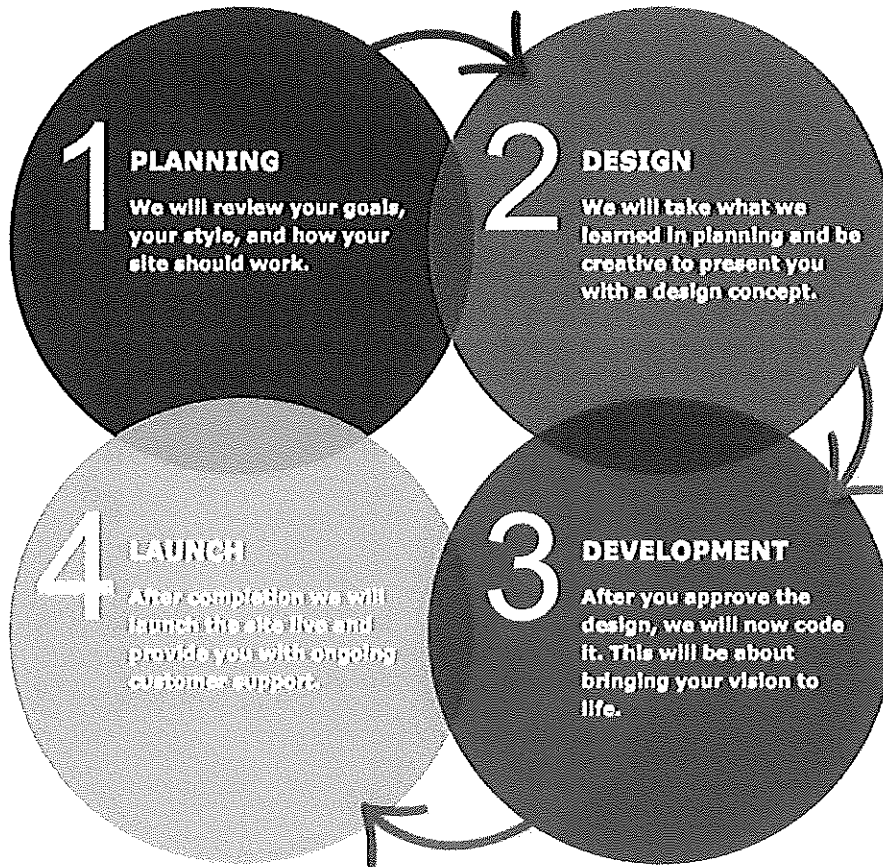 1
PLANNING
We will review your goals,
your style, and how your
site should work.
2
DESIGN
We will take what we
learned in planning and be
creative to present you
with a design concept.
3
DEVELOPMENT
After you approve the
design, we will now code
it. This will be about
bringing your vision to
life.
4
LAUNCH
After completion we will
launch the site live and
provide you with ongoing
customer support.